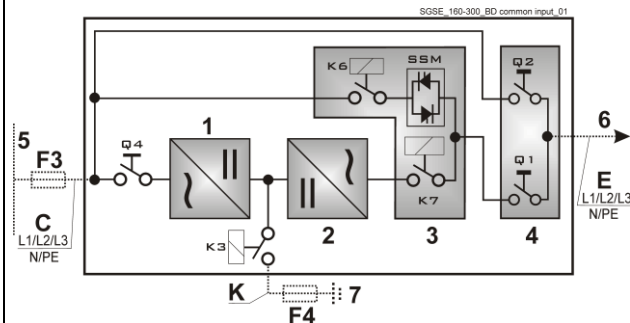 SGSE_160-300_BD common input_01
K6
SSM
Q2
5
F3
Q4
1
6
C
L1/L2/L3
N/PE
K7
Q1
E
L1/L2/L3
N/PE
K3
2
3
4
K
F4
7